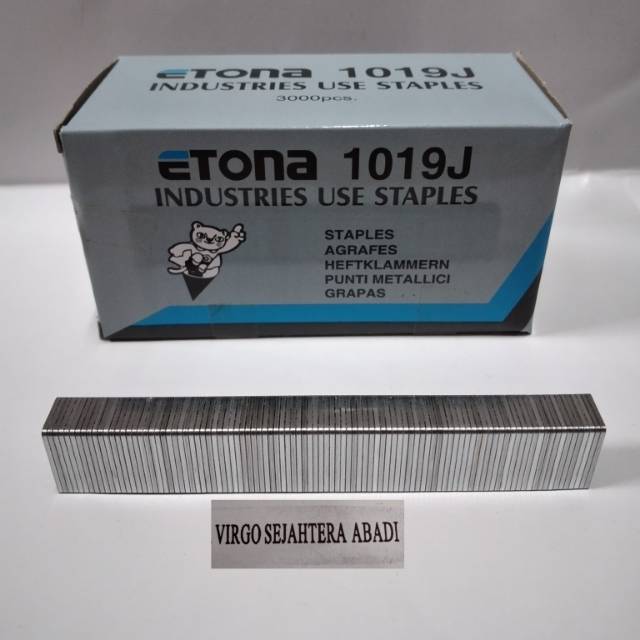 ETONA 1019J
INDUSTRIES USE STAPLES
3000pcs.
ETONA 1019J
INDUSTRIES USE STAPLES
STAPLES
AGRAFES
HEFTKLAMMERN
PUNTI METALLICI
GRAPAS
VIRGO SEJAHTERA ABADI